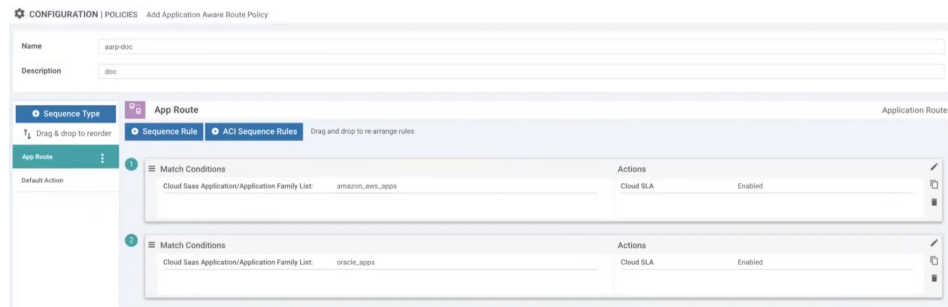 CONFIGURATION | POLICIES Add Application Aware Route Policy
Name aarp-doc
Description doc
Sequence Type
Drag & drop to reorder
App Route
Default Action
App Route Application Route
Sequence Rule ACI Sequence Rules Drag and drop to re-arrange rules
1 Match Conditions Actions
Cloud Saas Application/Application Family List: amazon_aws_apps Cloud SLA Enabled
2 Match Conditions Actions
Cloud Saas Application/Application Family List: oracle_apps Cloud SLA Enabled